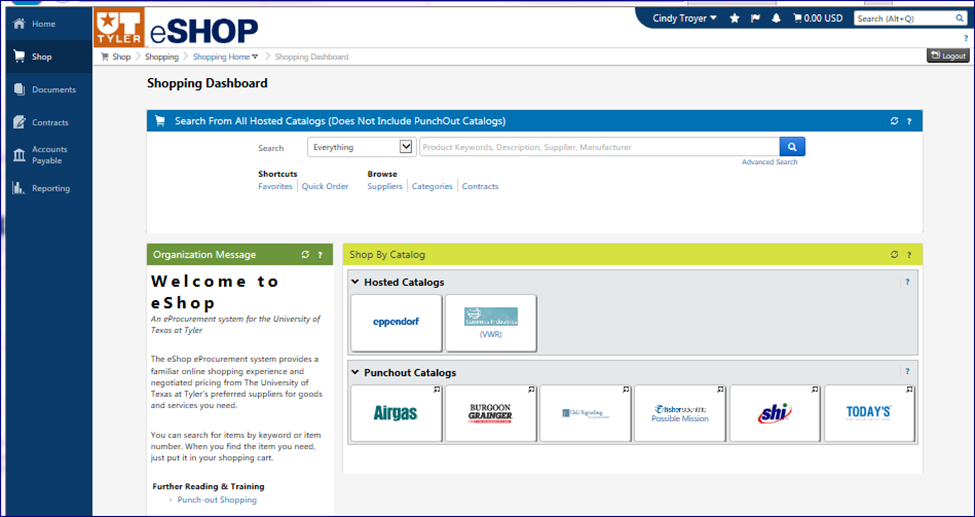 Home
Shop
Documents
Contracts
Accounts
Payable
Reporting
UT
TYLER
eSHOP
Cindy Troyer
0.00 USD
Search (Alt+Q)
?
Shop > Shopping > Shopping Home > Shopping Dashboard
Logout
Shopping Dashboard
Search From All Hosted Catalogs (Does Not Include PunchOut Catalogs)
?
Search
Everything
Product Keywords, Description, Supplier, Manufacturer
Advanced Search
Shortcuts
Favorites
Quick Order
Browse
Suppliers
Categories
Contracts
Organization Message
?
Welcome to
eShop
An eProcurement system for the University of
Texas at Tyler
The eShop eProcurement system provides a
familiar online shopping experience and
negotiated pricing from The University of
Texas at Tyler's preferred suppliers for goods
and services you need.
You can search for items by keyword or item
number. When you find the item you need,
just put it in your shopping cart.
Further Reading & Training
Punch-out Shopping
Shop By Catalog
?
Hosted Catalogs
?
eppendorf
Summus Industries
(VWR)
Punchout Catalogs
?
Airgas
BURGOON
GRAINGER
fisherscientific
Possible Mission
shi
TODAY'S